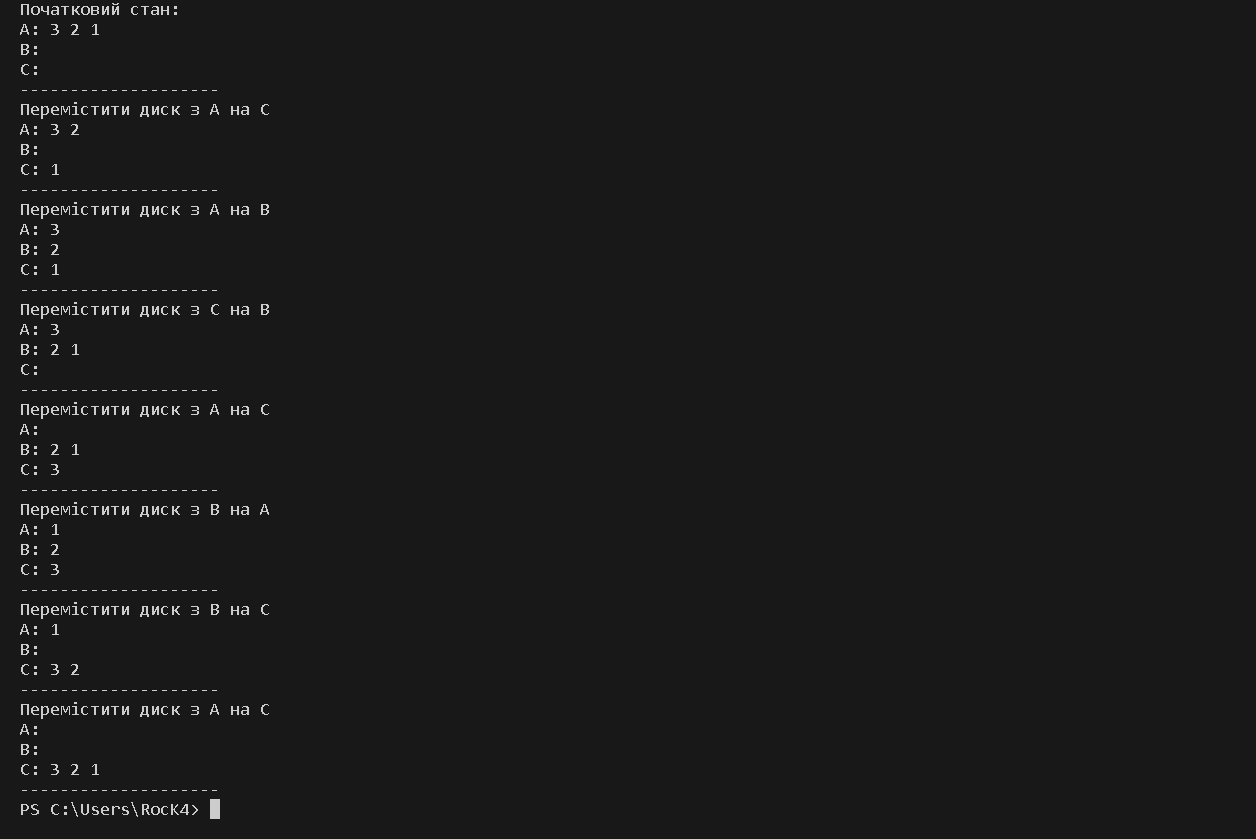 Початковий стан:
A: 3 2 1
B:
C:
--------------------
Перемістити диск з A на C
A: 3 2
B:
C: 1
--------------------
Перемістити диск з A на B
A: 3
B: 2
C: 1
--------------------
Перемістити диск з C на B
A: 3
B: 2 1
C:
--------------------
Перемістити диск з A на C
A:
B: 2 1
C: 3
--------------------
Перемістити диск з B на A
A: 1
B: 2
C: 3
--------------------
Перемістити диск з B на C
A: 1
B:
C: 3 2
--------------------
Перемістити диск з A на C
A:
B:
C: 3 2 1
--------------------
PS C:\Users\RocK4>